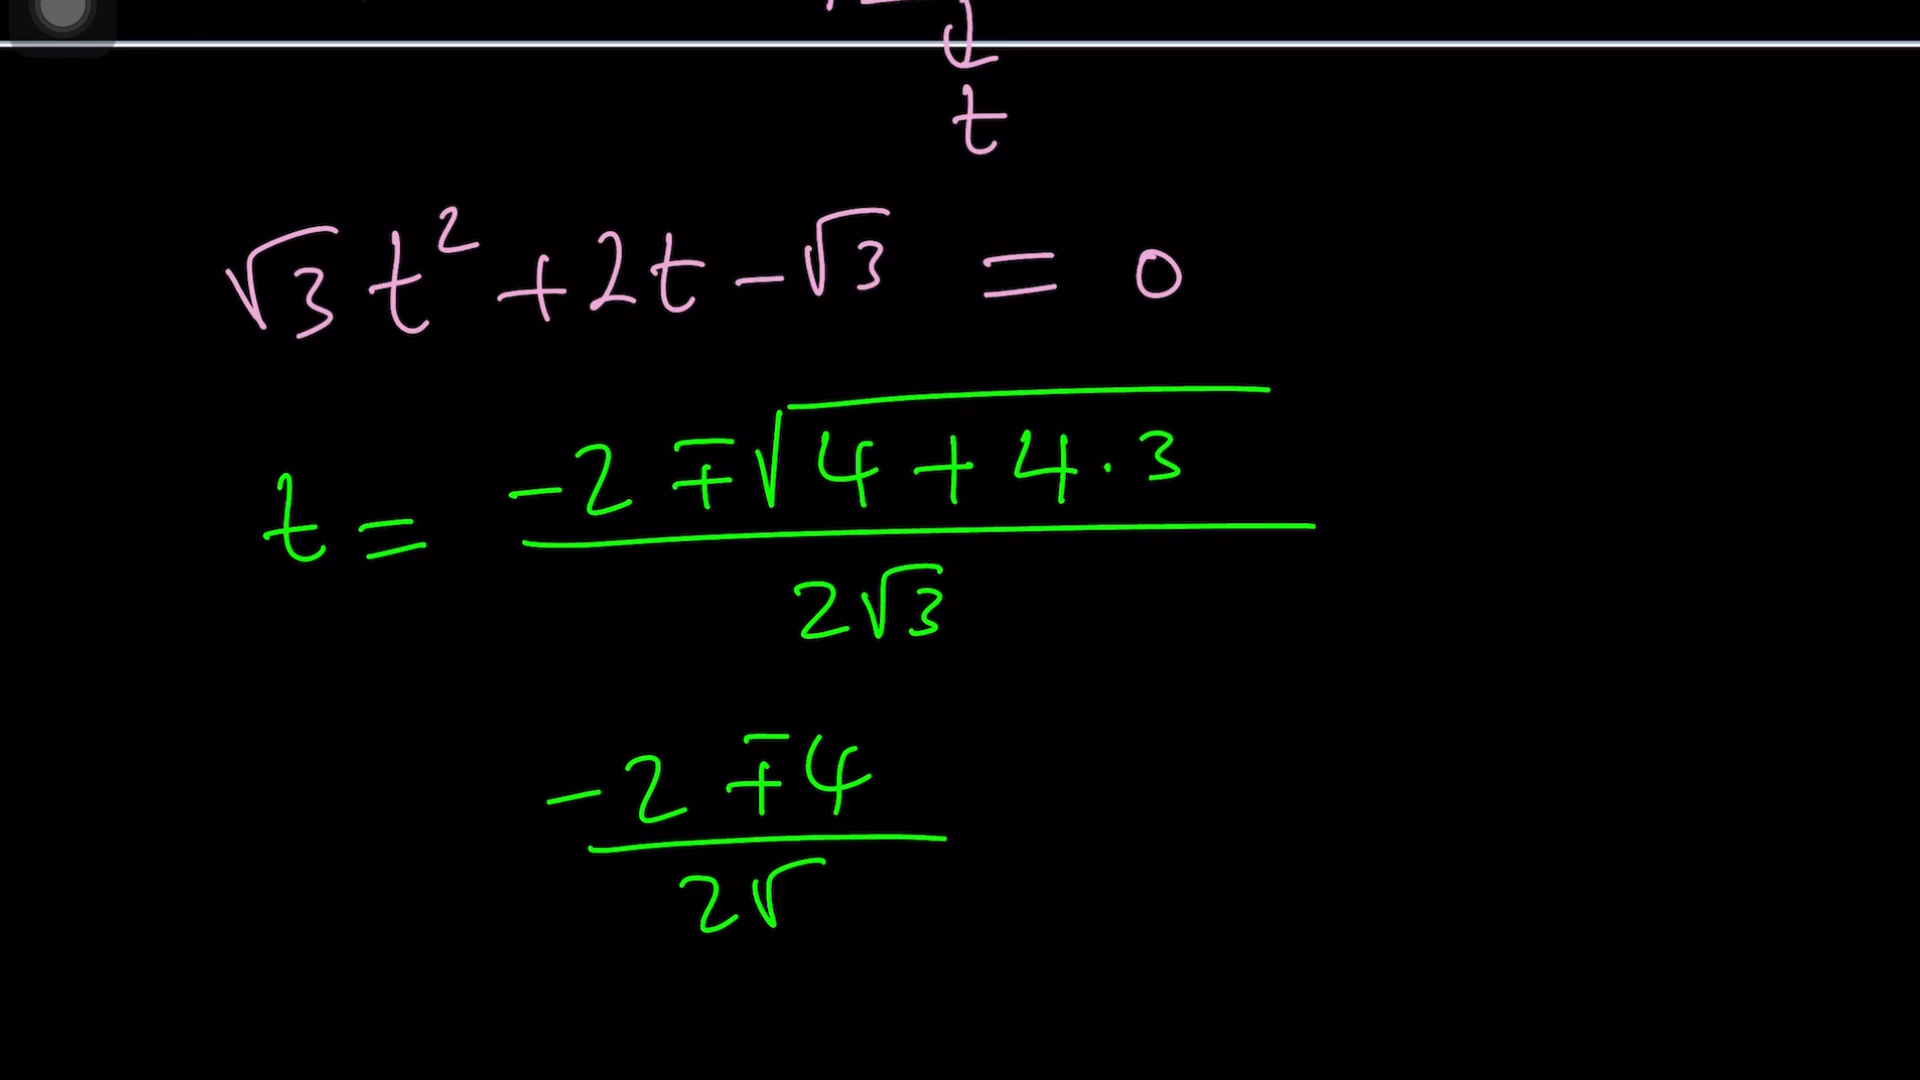 t
√3 t² + 2t - √3 = 0
t = (-2 ∓ √(4 + 4·3)) / (2√3)
(-2 ∓ 4) / (2√